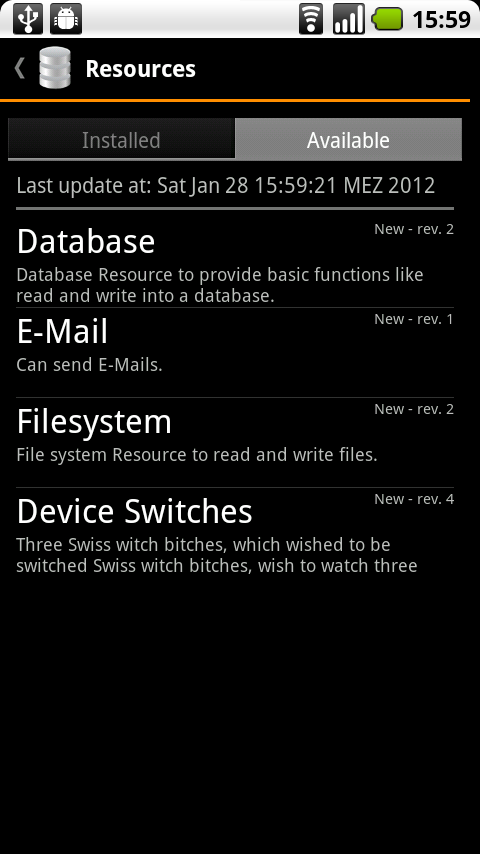 15:59
Resources
Installed
Available
Last update at: Sat Jan 28 15:59:21 MEZ 2012
New - rev. 2
Database
Database Resource to provide basic functions like
read and write into a database.
New - rev. 1
E-Mail
Can send E-Mails.
New - rev. 2
Filesystem
File system Resource to read and write files.
New - rev. 4
Device Switches
Three Swiss witch bitches, which wished to be
switched Swiss witch bitches, wish to watch three